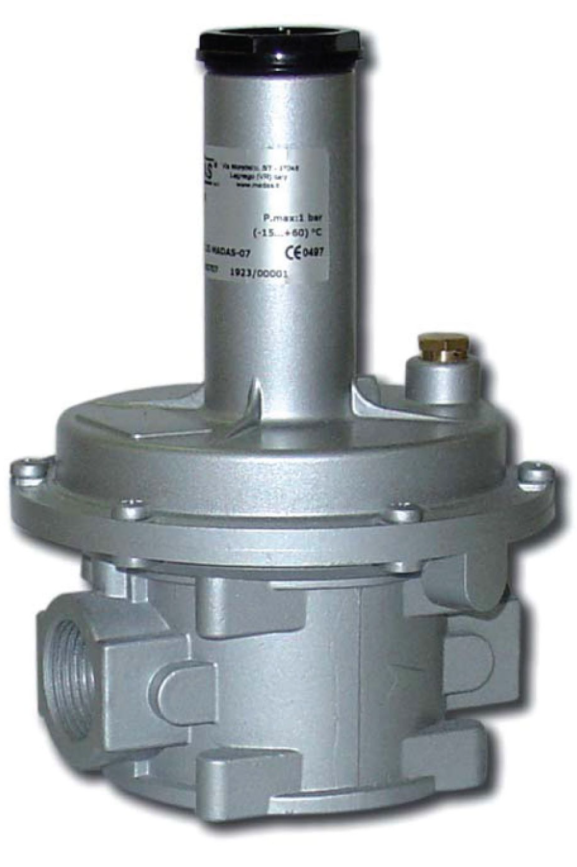 AS®
Via Moratello, 5/7 - 37045
Legnago (VR) Italy
www.madas.it
P.max:1 bar
(-15...+60) °C
MADAS-07 CE0497
1923/00001